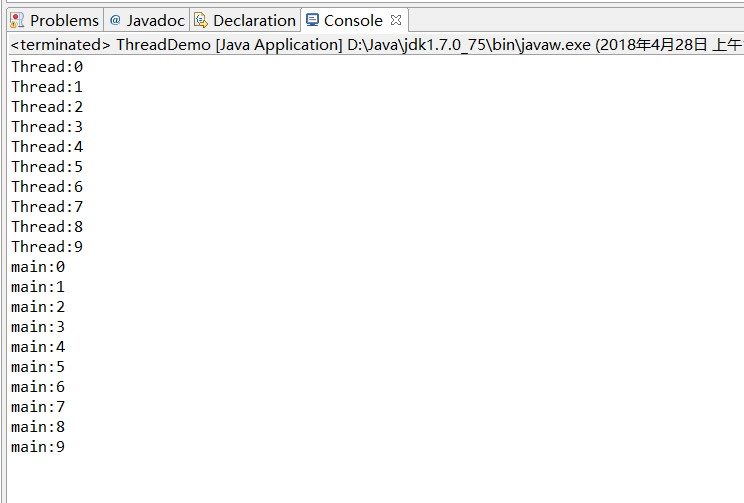 Problems @ Javadoc Declaration Console
<terminated> ThreadDemo [Java Application] D:\Java\jdk1.7.0_75\bin\javaw.exe (2018年4月28日 上午
Thread:0
Thread:1
Thread:2
Thread:3
Thread:4
Thread:5
Thread:6
Thread:7
Thread:8
Thread:9
main:0
main:1
main:2
main:3
main:4
main:5
main:6
main:7
main:8
main:9